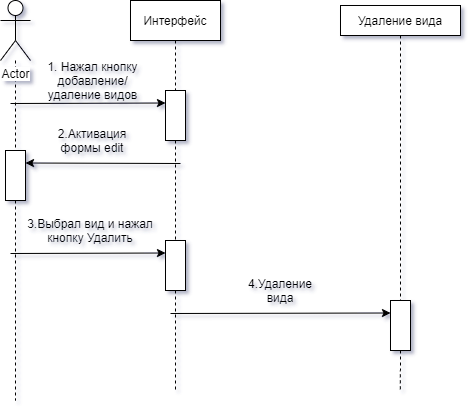 Интерфейс
Удаление вида
Actor
1. Нажал кнопку
добавление/
удаление видов
2.Активация
формы edit
3.Выбрал вид и нажал
кнопку Удалить
4.Удаление
вида